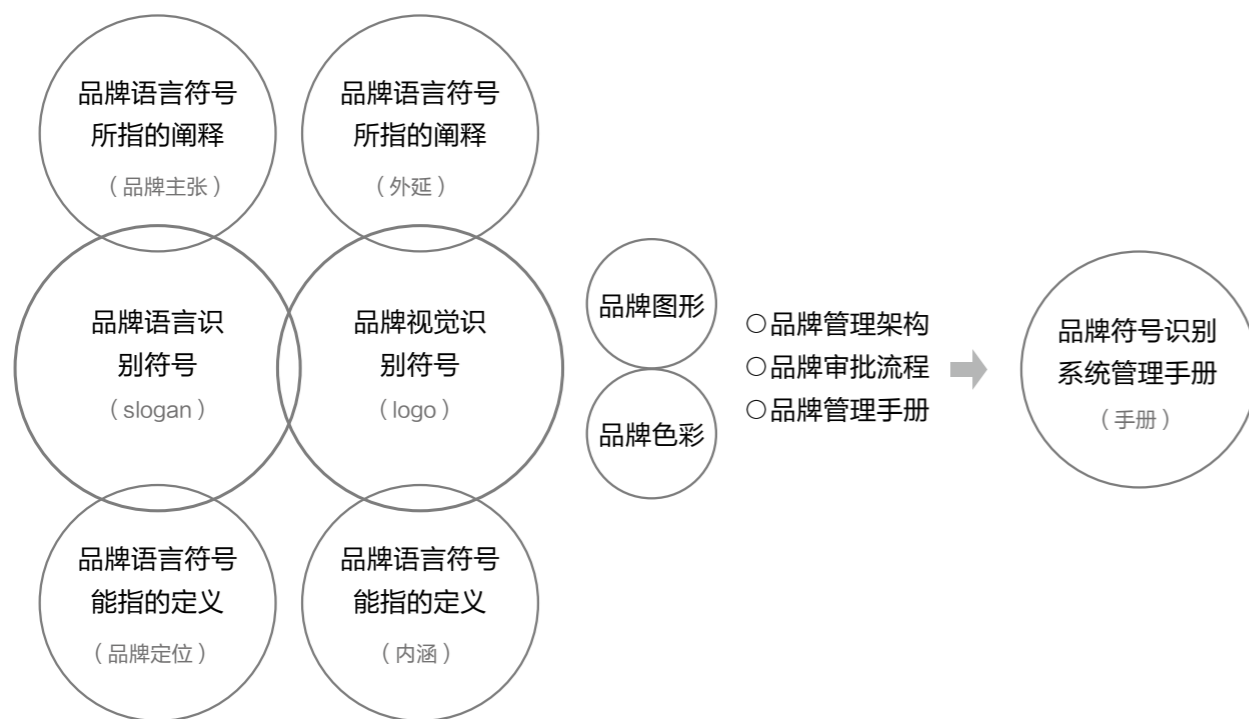 品牌语言符号
所指的阐释
（品牌主张）
品牌语言符号
所指的阐释
（外延）
品牌语言识
别符号
（slogan）
品牌视觉识
别符号
（logo）
品牌语言符号
能指的定义
（品牌定位）
品牌语言符号
能指的定义
（内涵）
品牌图形
品牌色彩
○品牌管理架构
○品牌审批流程
○品牌管理手册
品牌符号识别
系统管理手册
（手册）